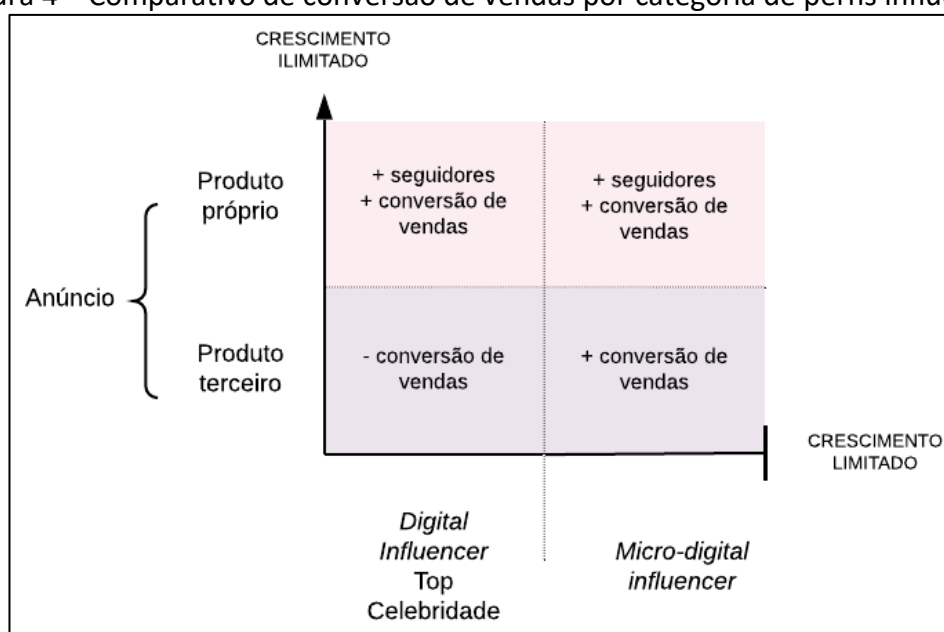 ura 4 – Comparativo de conversão de vendas por categoria de perfis influ
CRESCIMENTO
ILIMITADO
Produto
próprio
+ seguidores
+ conversão de
vendas
+ seguidores
+ conversão de
vendas
Anúncio
Produto
terceiro
- conversão de
vendas
+ conversão de
vendas
CRESCIMENTO
LIMITADO
Digital
Influencer
Top
Celebridade
Micro-digital
influencer